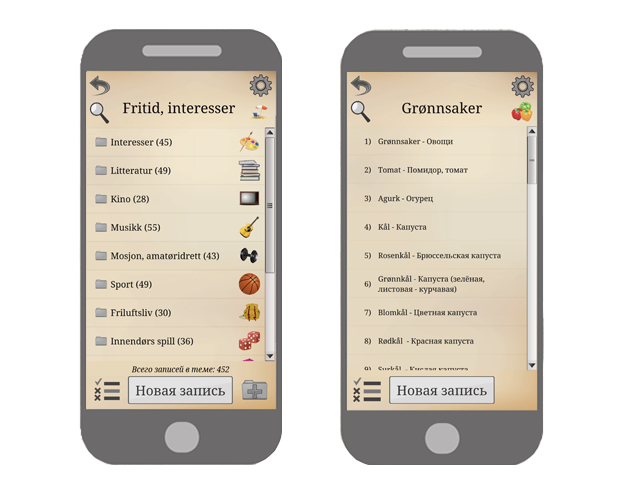 Fritid, interesser
Interesser (45)
Litteratur (49)
Kino (28)
Musikk (55)
Mosjon, amatøridrett (43)
Sport (49)
Friluftsliv (30)
Innendørs spill (36)
Всего записей в теме: 452
Новая запись
Grønnsaker
1) Grønnsaker - Овощи
2) Tomat - Помидор, томат
3) Agurk - Огурец
4) Kål - Капуста
5) Rosenkål - Брюссельская капуста
6) Grønnkål - Капуста (зелёная,
листовая - курчавая)
7) Blomkål - Цветная капуста
8) Rødkål - Красная капуста
9) Surkål - Кислая капуста
Новая запись